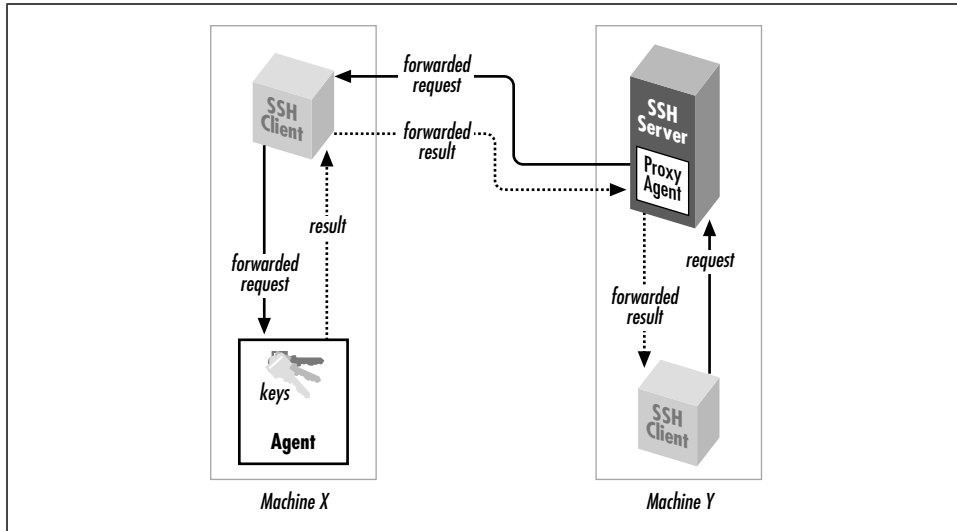 SSH
Client
forwarded
request
forwarded
result
result
forwarded
request
keys
Agent
Machine X
SSH
Server
Proxy
Agent
request
forwarded
result
SSH
Client
Machine Y